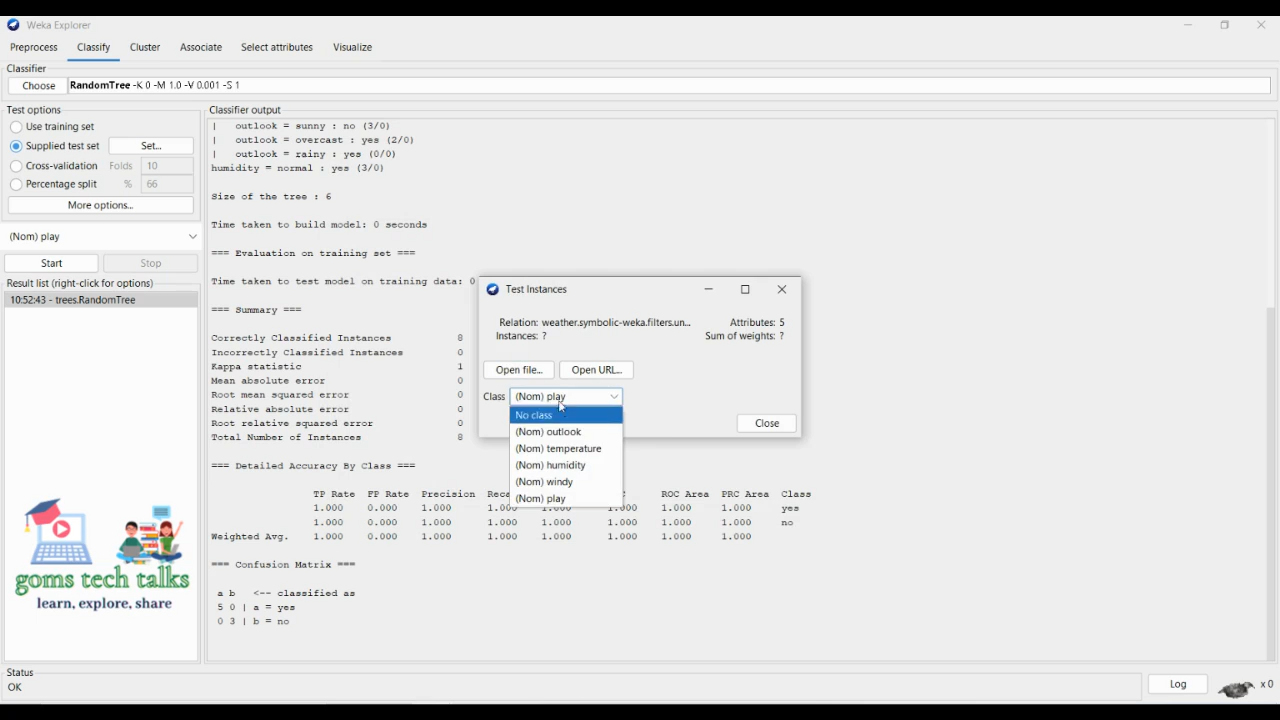 Weka Explorer
Preprocess Classify Cluster Associate Select attributes Visualize
Classifier
Choose RandomTree -K 0 -M 1.0 -V 0.001 -S 1
Test options
Use training set
Supplied test set Set...
Cross-validation Folds 10
Percentage split % 66
More options...
(Nom) play
Start Stop
Result list (right-click for options)
10:52:43 - trees.RandomTree
goms tech talks
learn, explore, share
Classifier output
| outlook = sunny : no (3/0)
| outlook = overcast : yes (2/0)
| outlook = rainy : yes (0/0)
humidity = normal : yes (3/0)
Size of the tree : 6
Time taken to build model: 0 seconds
=== Evaluation on training set ===
Time taken to test model on training data: 0
=== Summary ===
Correctly Classified Instances 8
Incorrectly Classified Instances 0
Kappa statistic 1
Mean absolute error 0
Root mean squared error 0
Relative absolute error 0
Root relative squared error 0
Total Number of Instances 8
=== Detailed Accuracy By Class ===
TP Rate FP Rate Precision ROC Area PRC Area Class
1.000 0.000 1.000 1.000 1.000 1.000 1.000 1.000 yes
1.000 0.000 1.000 1.000 1.000 1.000 1.000 1.000 no
Weighted Avg. 1.000 0.000 1.000 1.000 1.000 1.000 1.000 1.000
=== Confusion Matrix ===
a b <-- classified as
5 0 | a = yes
0 3 | b = no
Test Instances
Relation: weather.symbolic-weka.filters.un... Attributes: 5
Instances: ? Sum of weights: ?
Open file... Open URL...
Class (Nom) play
No class
(Nom) outlook
(Nom) temperature
(Nom) humidity
(Nom) windy
(Nom) play
Close
Status
OK
Log x 0